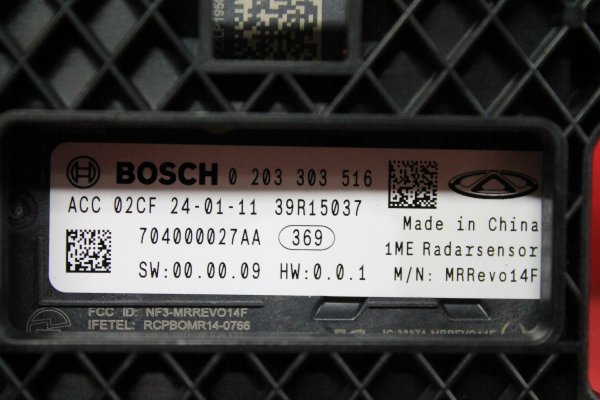 BOSCH 0 203 303 516
ACC 02CF 24-01-11 39R15037
704000027AA 369
SW:00.00.09 HW:0.0.1
Made in China
1ME Radarsensor
M/N: MRRevo14F
FCC ID: NF3-MRREVO14F
IFETEL: RCPBOMR14-0766